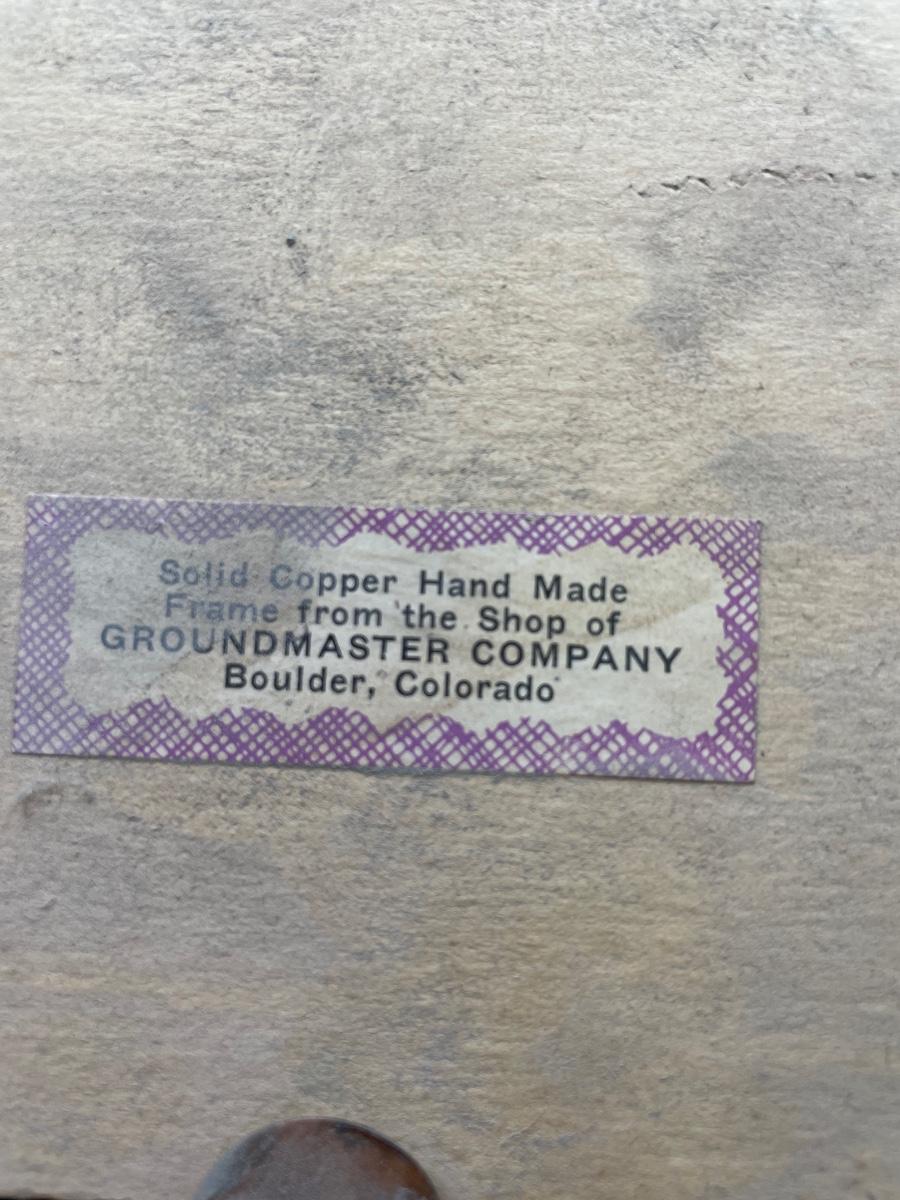 Solid Copper Hand Made
Frame from the Shop of
GROUNDMASTER COMPANY
Boulder, Colorado